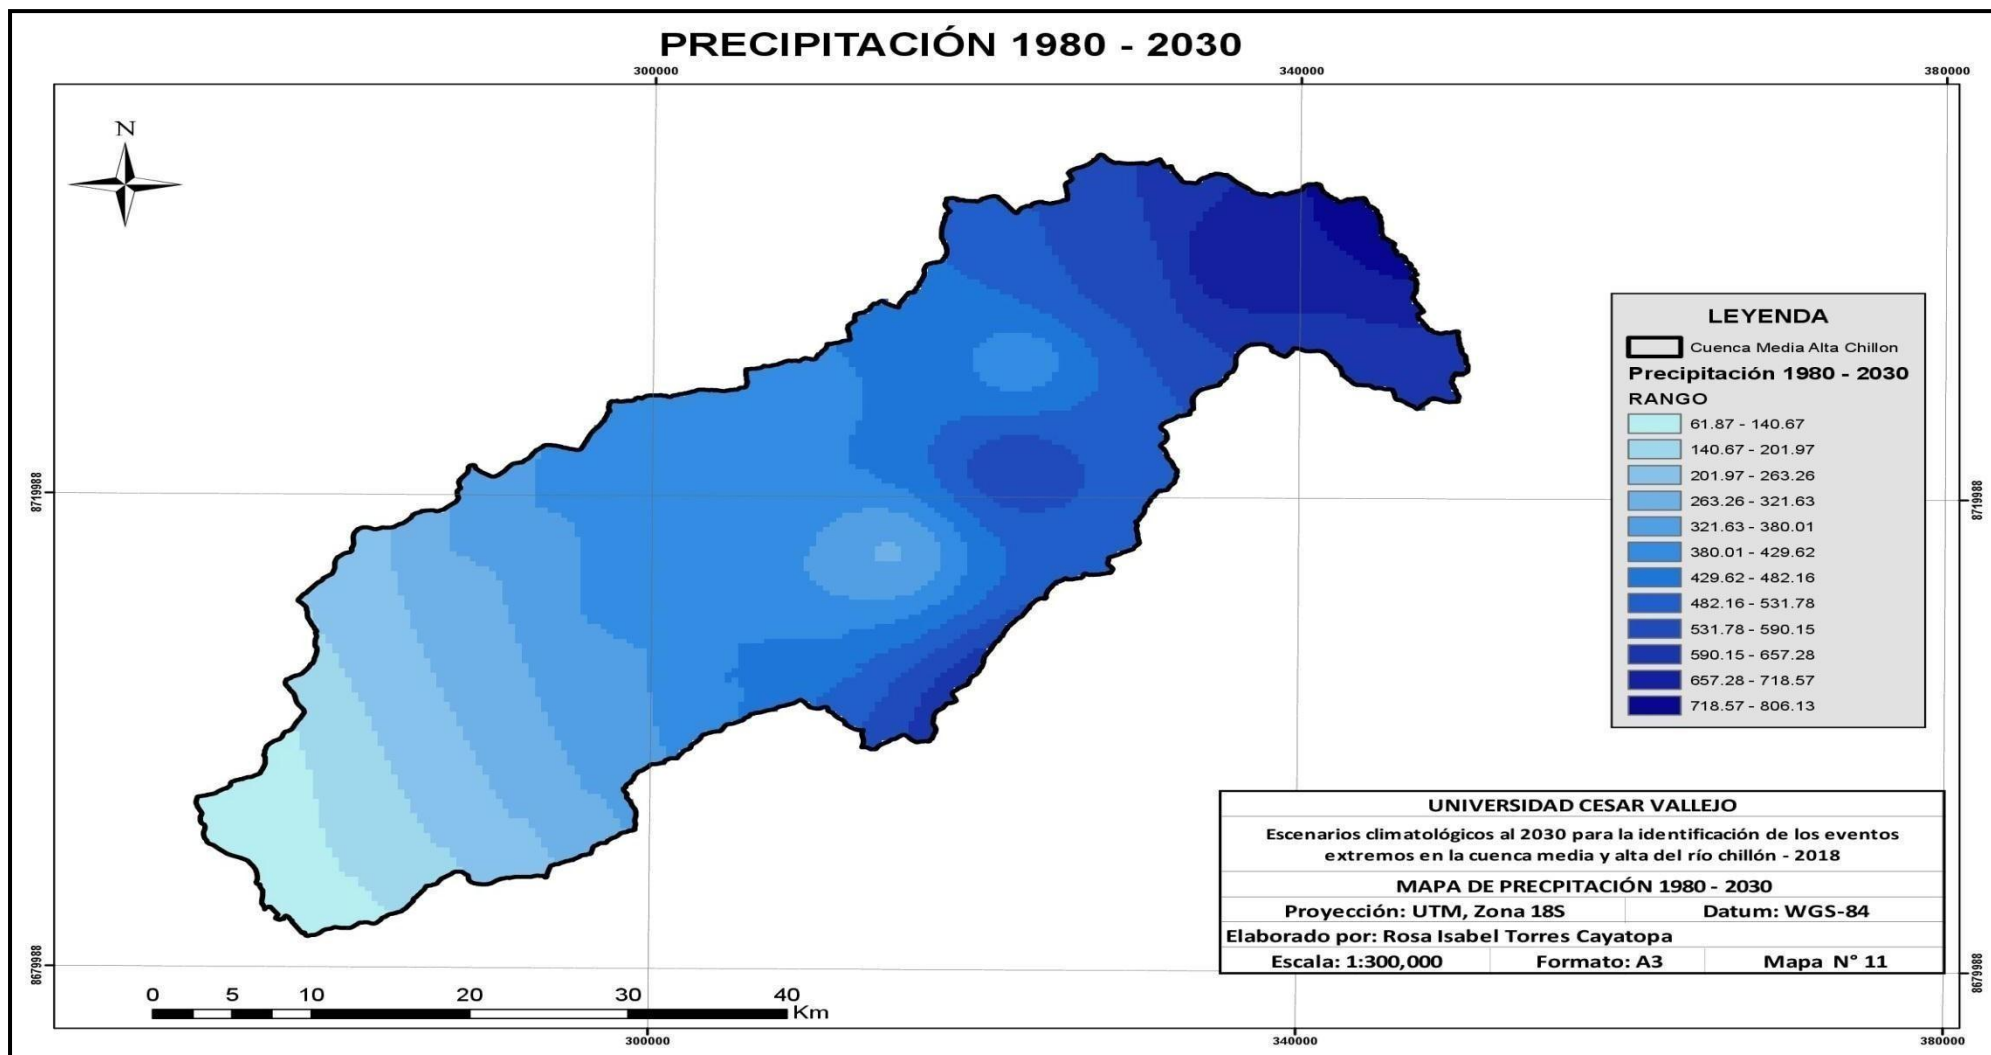 PRECIPITACIÓN 1980 - 2030
300000
340000
380000
N
8719988
8719988
LEYENDA
Cuenca Media Alta Chillon
Precipitación 1980 - 2030
RANGO
61.87 - 140.67
140.67 - 201.97
201.97 - 263.26
263.26 - 321.63
321.63 - 380.01
380.01 - 429.62
429.62 - 482.16
482.16 - 531.78
531.78 - 590.15
590.15 - 657.28
657.28 - 718.57
718.57 - 806.13
UNIVERSIDAD CESAR VALLEJO
Escenarios climatológicos al 2030 para la identificación de los eventos
extremos en la cuenca media y alta del río chillón - 2018
MAPA DE PRECPITACIÓN 1980 - 2030
Proyección: UTM, Zona 18S Datum: WGS-84
Elaborado por: Rosa Isabel Torres Cayatopa
Escala: 1:300,000 Formato: A3 Mapa N° 11
8679988
8679988
0 5 10 20 30 40
Km
300000
340000
380000